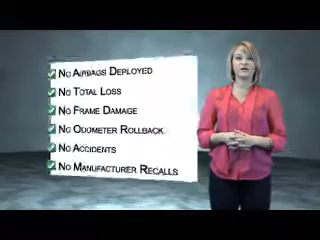 No Airbags Deployed
No Total Loss
No Frame Damage
No Odometer Rollback
No Accidents
No Manufacturer Recalls